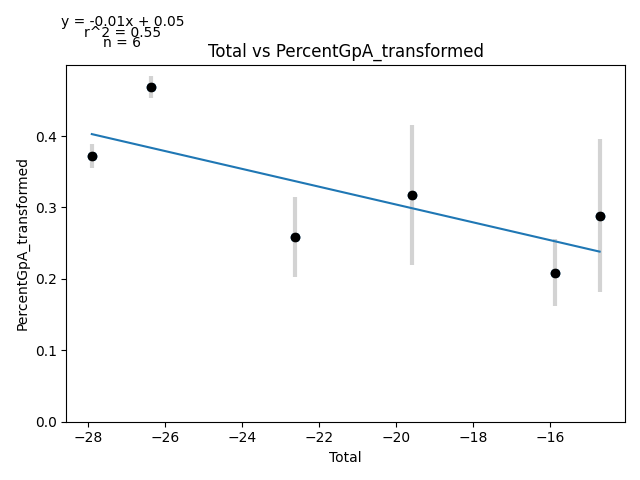 y = -0.01x + 0.05
r^2 = 0.55
n = 6
Total vs PercentGpA_transformed
PercentGpA_transformed
0.4
0.3
0.2
0.1
0.0
−28
−26
−24
−22
−20
−18
−16
Total